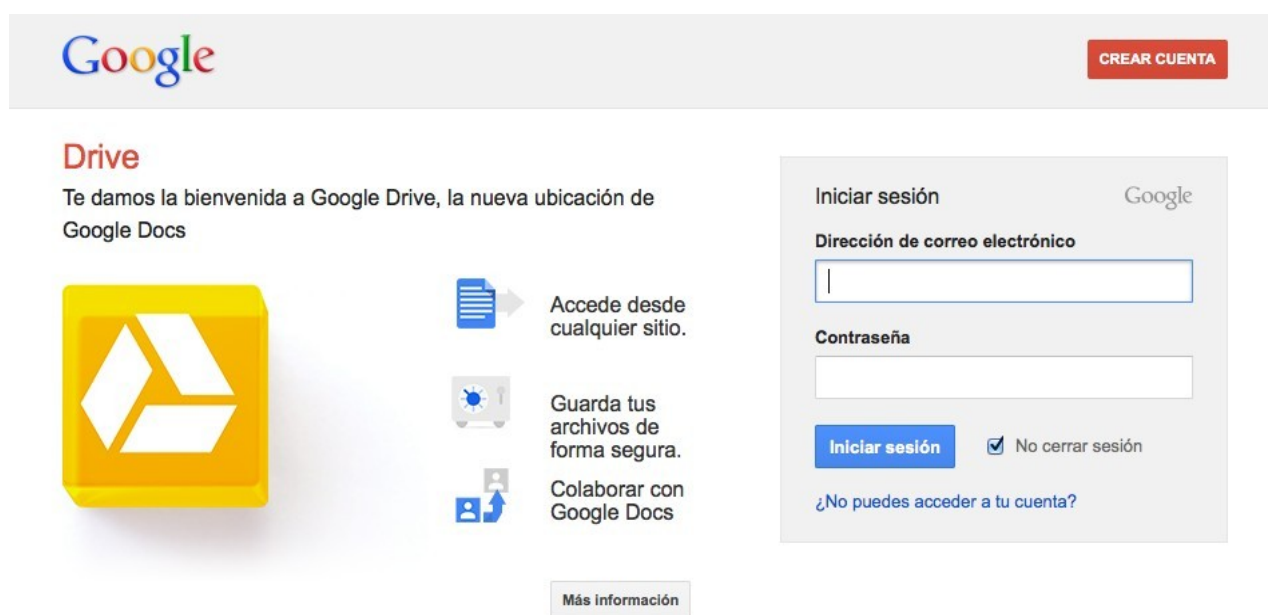 Google
CREAR CUENTA
Drive
Te damos la bienvenida a Google Drive, la nueva ubicación de
Google Docs
Accede desde
cualquier sitio.
Guarda tus
archivos de
forma segura.
Colaborar con
Google Docs
Más información
Iniciar sesión Google
Dirección de correo electrónico
Contraseña
Iniciar sesión No cerrar sesión
¿No puedes acceder a tu cuenta?